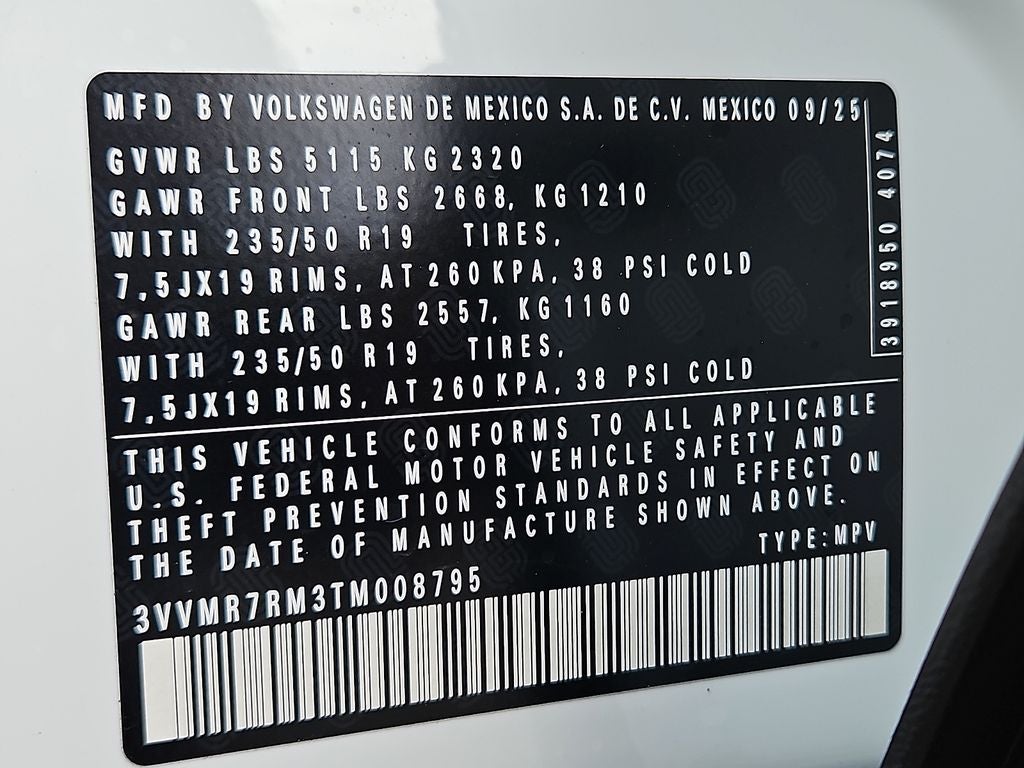 MFD BY VOLKSWAGEN DE MEXICO S.A. DE C.V. MEXICO 09/25
GVWR LBS 5115 KG 2320
GAWR FRONT LBS 2668, KG 1210
WITH 235/50 R19 TIRES,
7,5JX19 RIMS, AT 260 KPA, 38 PSI COLD
GAWR REAR LBS 2557, KG 1160
WITH 235/50 R19 TIRES,
7,5JX19 RIMS, AT 260 KPA, 38 PSI COLD
3918950 4074
THIS VEHICLE CONFORMS TO ALL APPLICABLE
U.S. FEDERAL MOTOR VEHICLE SAFETY AND
THEFT PREVENTION STANDARDS IN EFFECT ON
THE DATE OF MANUFACTURE SHOWN ABOVE.
TYPE: MPV
3VVMR7RM3TM008795